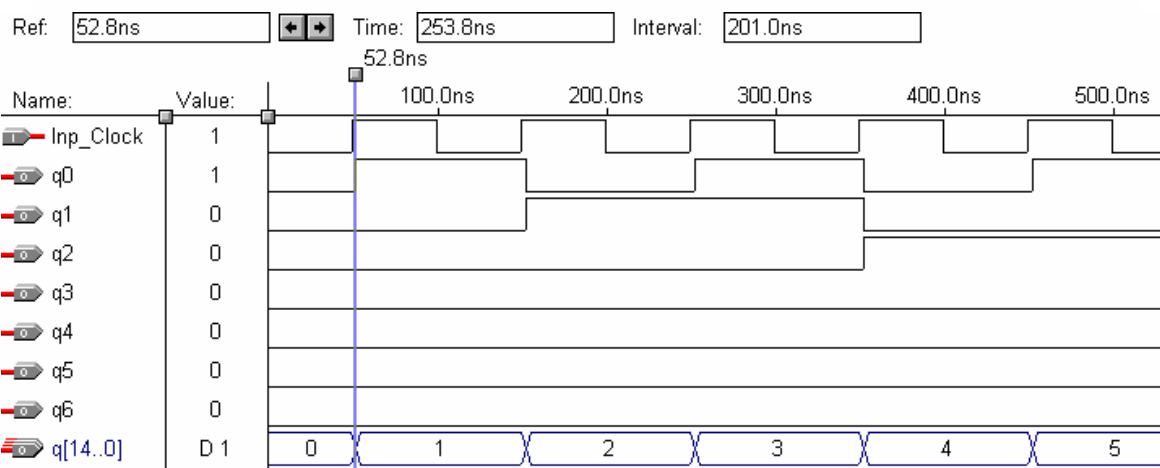 Ref: 52.8ns Time: 253.8ns Interval: 201.0ns
52.8ns
Name: Value: 100.0ns 200.0ns 300.0ns 400.0ns 500.0ns
Inp_Clock 1
q0 1
q1 0
q2 0
q3 0
q4 0
q5 0
q6 0
q[14..0] D 1 0 1 2 3 4 5